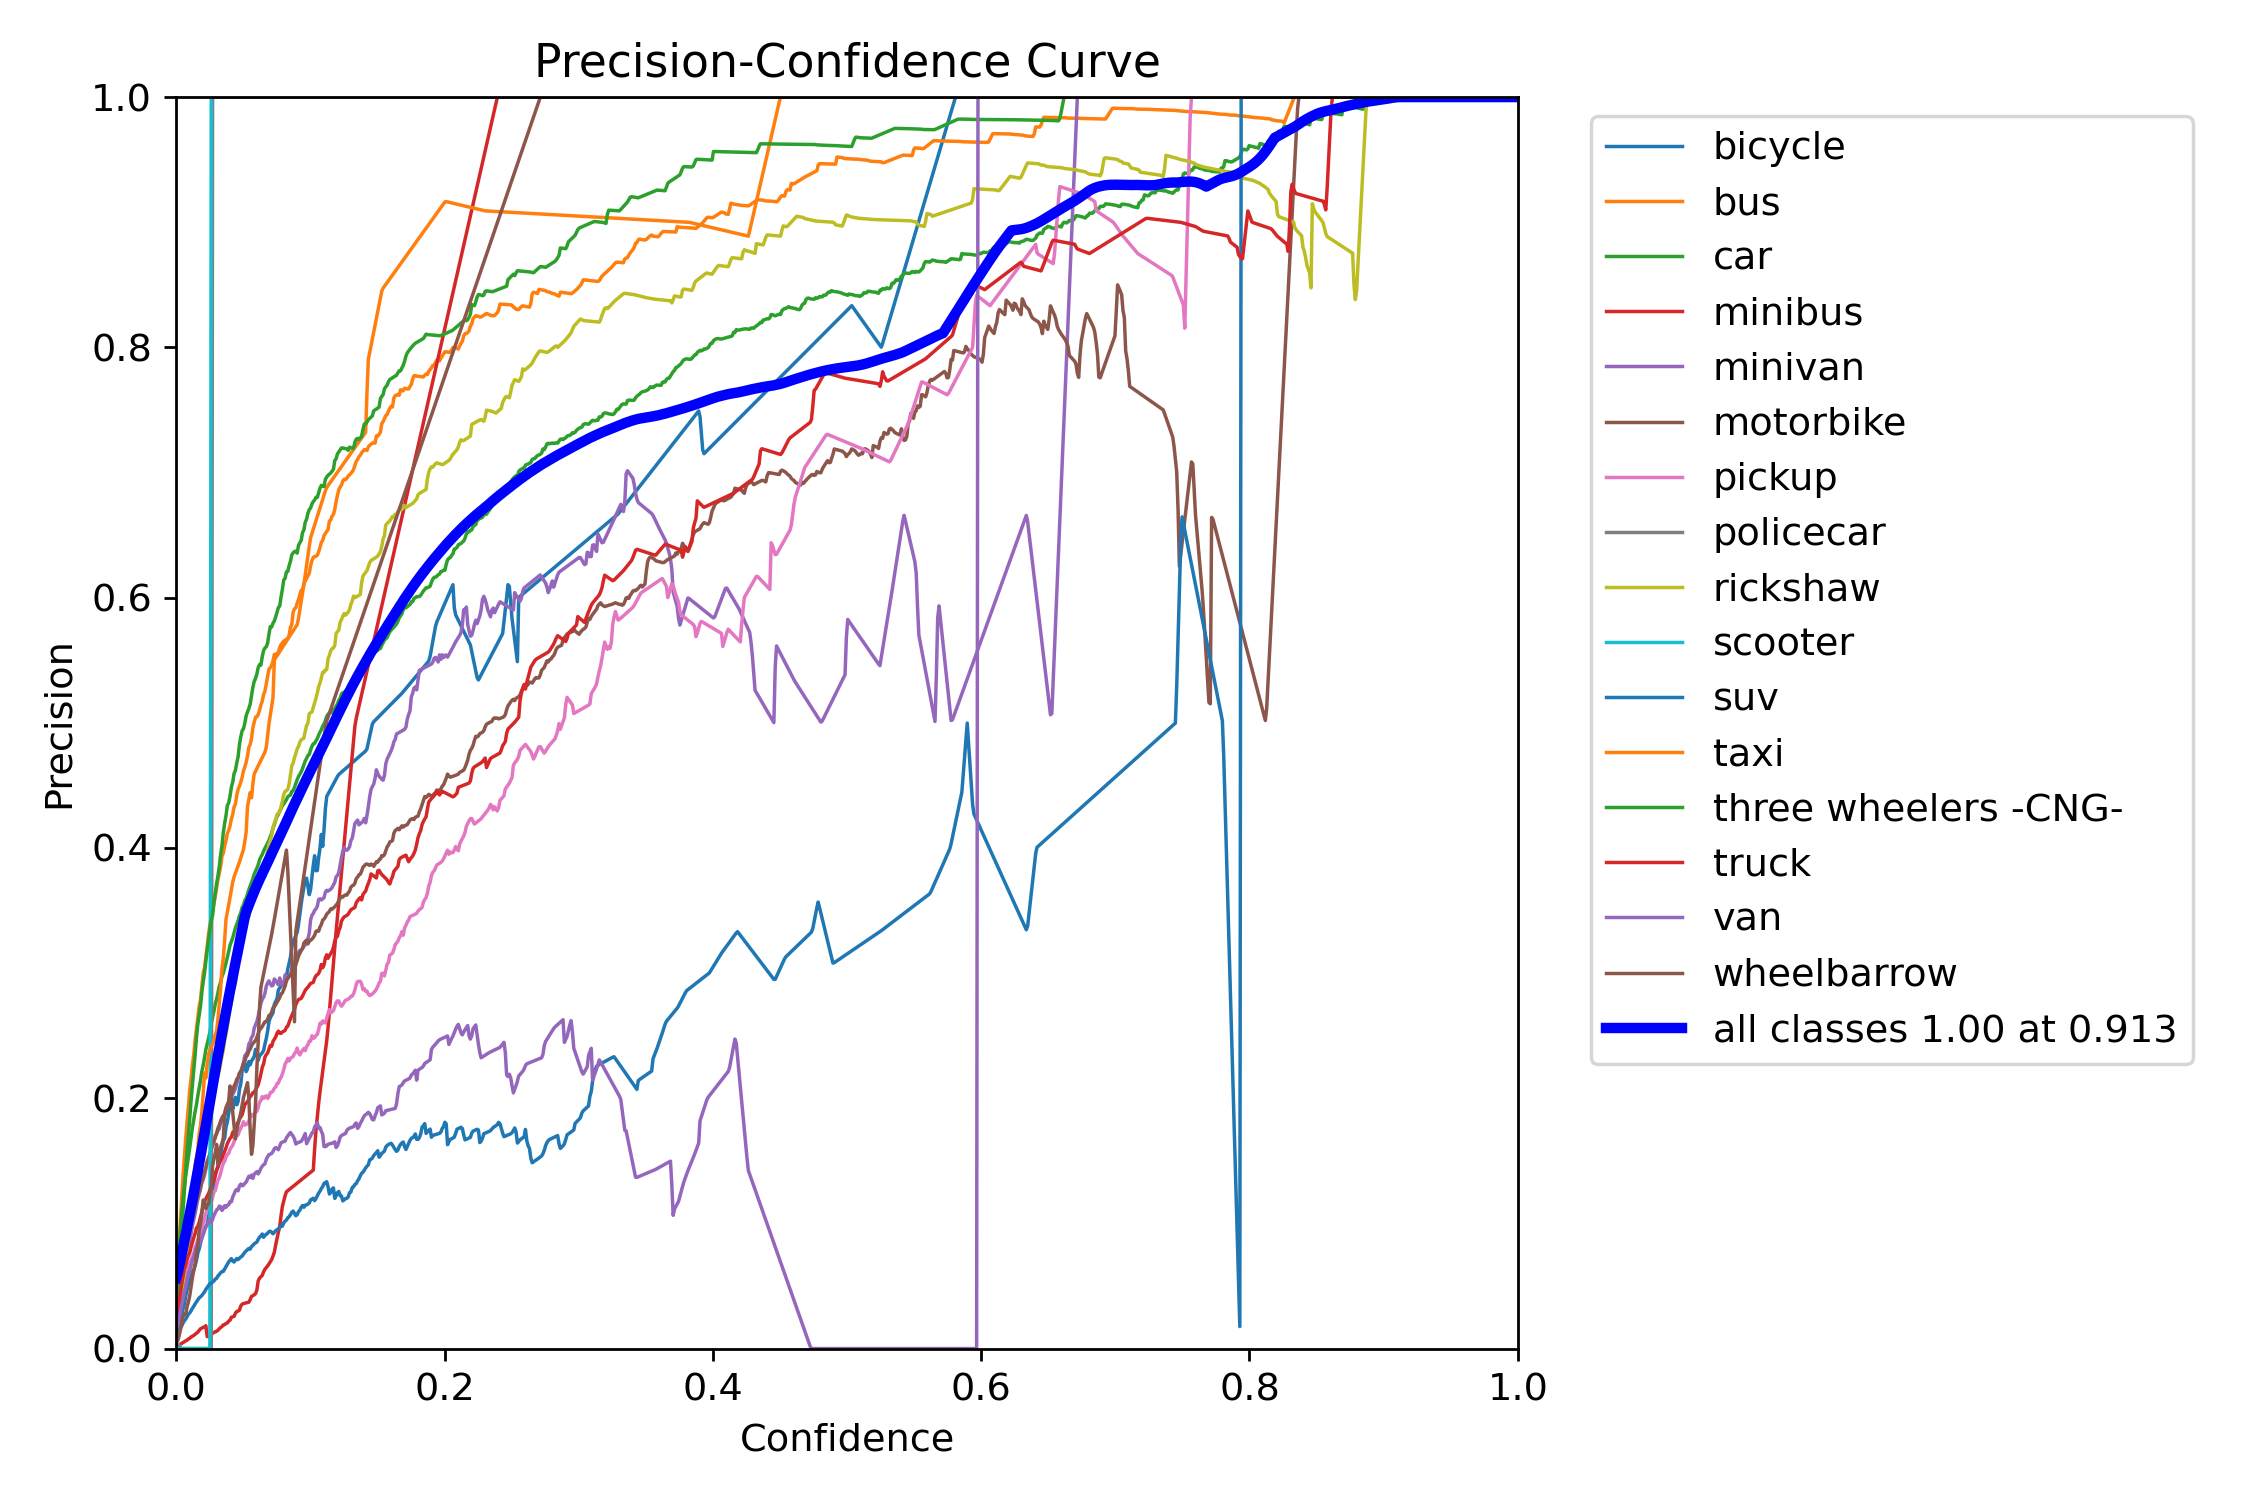 Precision-Confidence Curve
1.0
0.8
0.6
0.4
0.2
0.0
Precision
0.0 0.2 0.4 0.6 0.8 1.0
Confidence
bicycle
bus
car
minibus
minivan
motorbike
pickup
policecar
rickshaw
scooter
suv
taxi
three wheelers -CNG-
truck
van
wheelbarrow
all classes 1.00 at 0.913